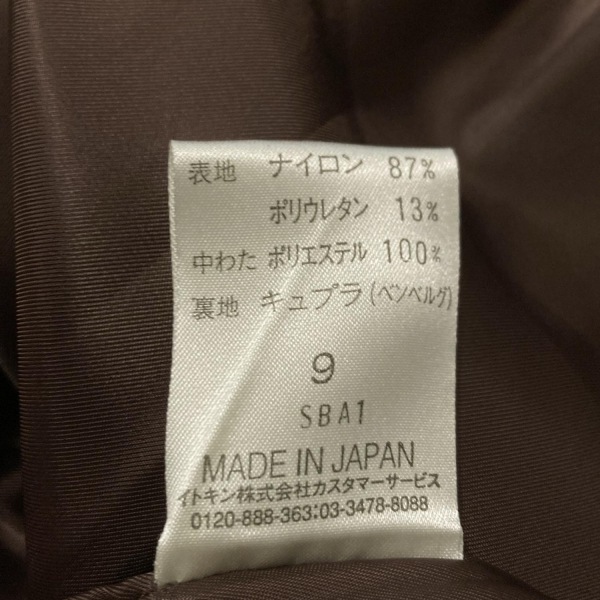 表地 ナイロン 87%
ポリウレタン 13%
中わた ポリエステル 100%
裏地 キュプラ(ベンベルグ)
9
SBA1
MADE IN JAPAN
イトキン株式会社カスタマーサービス
0120-888-363:03-3478-8088